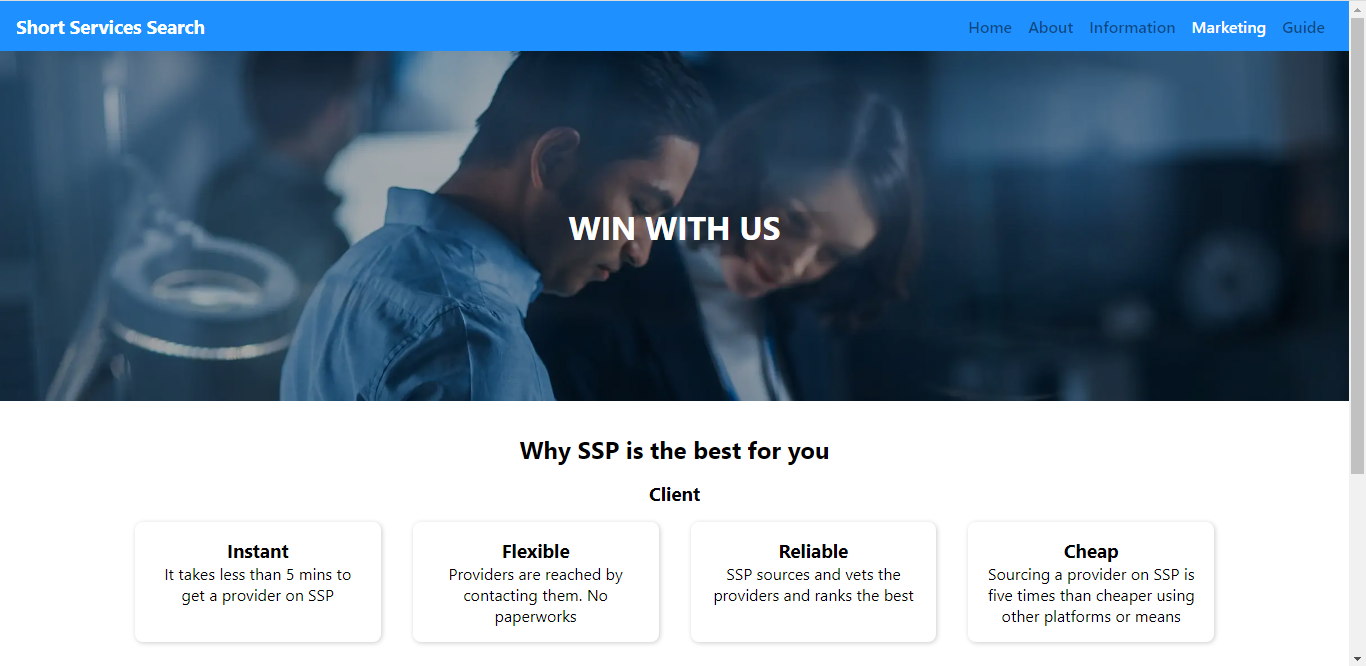 Short Services Search
Home About Information Marketing Guide
WIN WITH US
Why SSP is the best for you
Client
Instant
It takes less than 5 mins to
get a provider on SSP
Flexible
Providers are reached by
contacting them. No
paperworks
Reliable
SSP sources and vets the
providers and ranks the best
Cheap
Sourcing a provider on SSP is
five times than cheaper using
other platforms or means